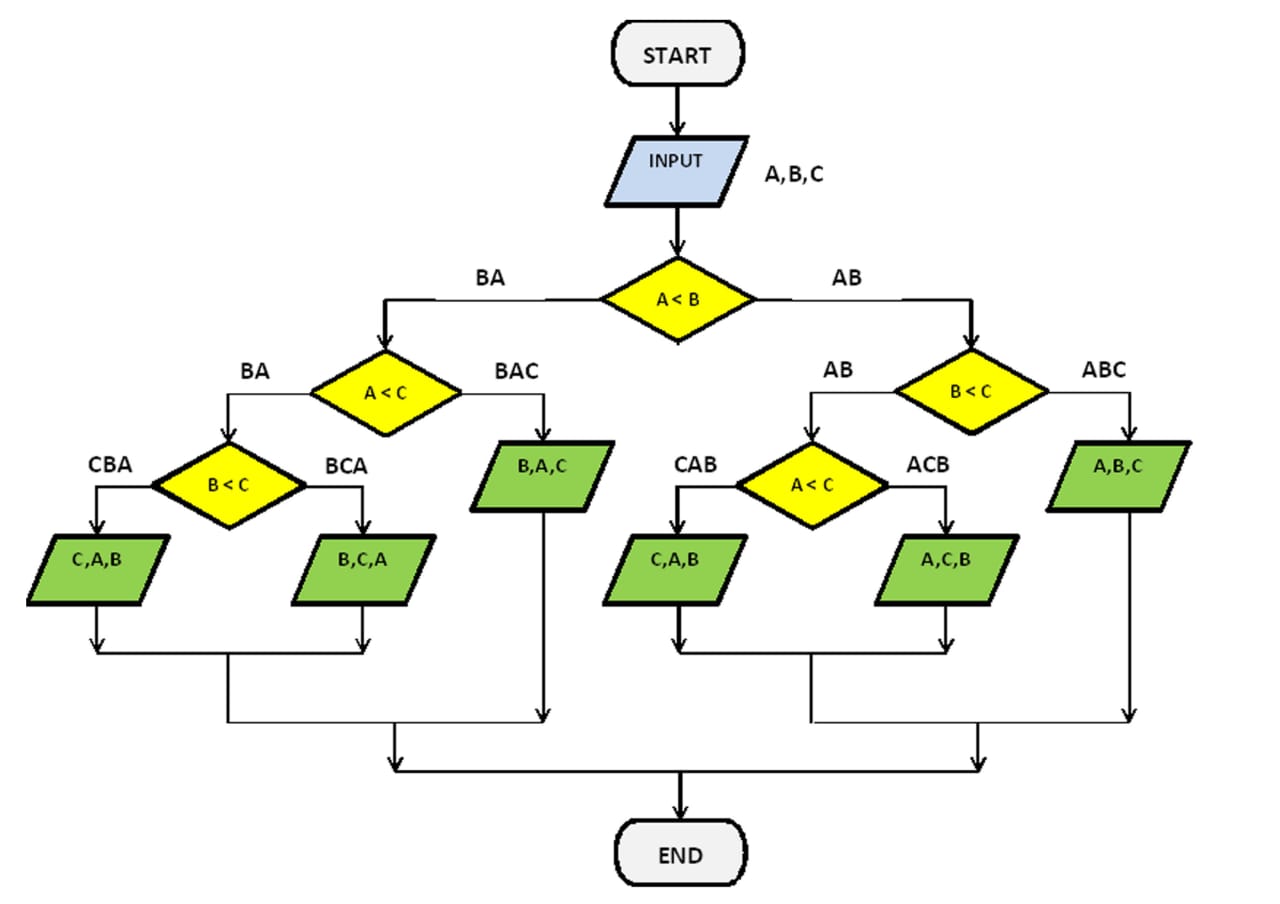 START
INPUT
A,B,C
BA
A < B
AB
BA
A < C
BAC
AB
B < C
ABC
CBA
B < C
BCA
B,A,C
CAB
A < C
ACB
A,B,C
C,A,B
B,C,A
C,A,B
A,C,B
END